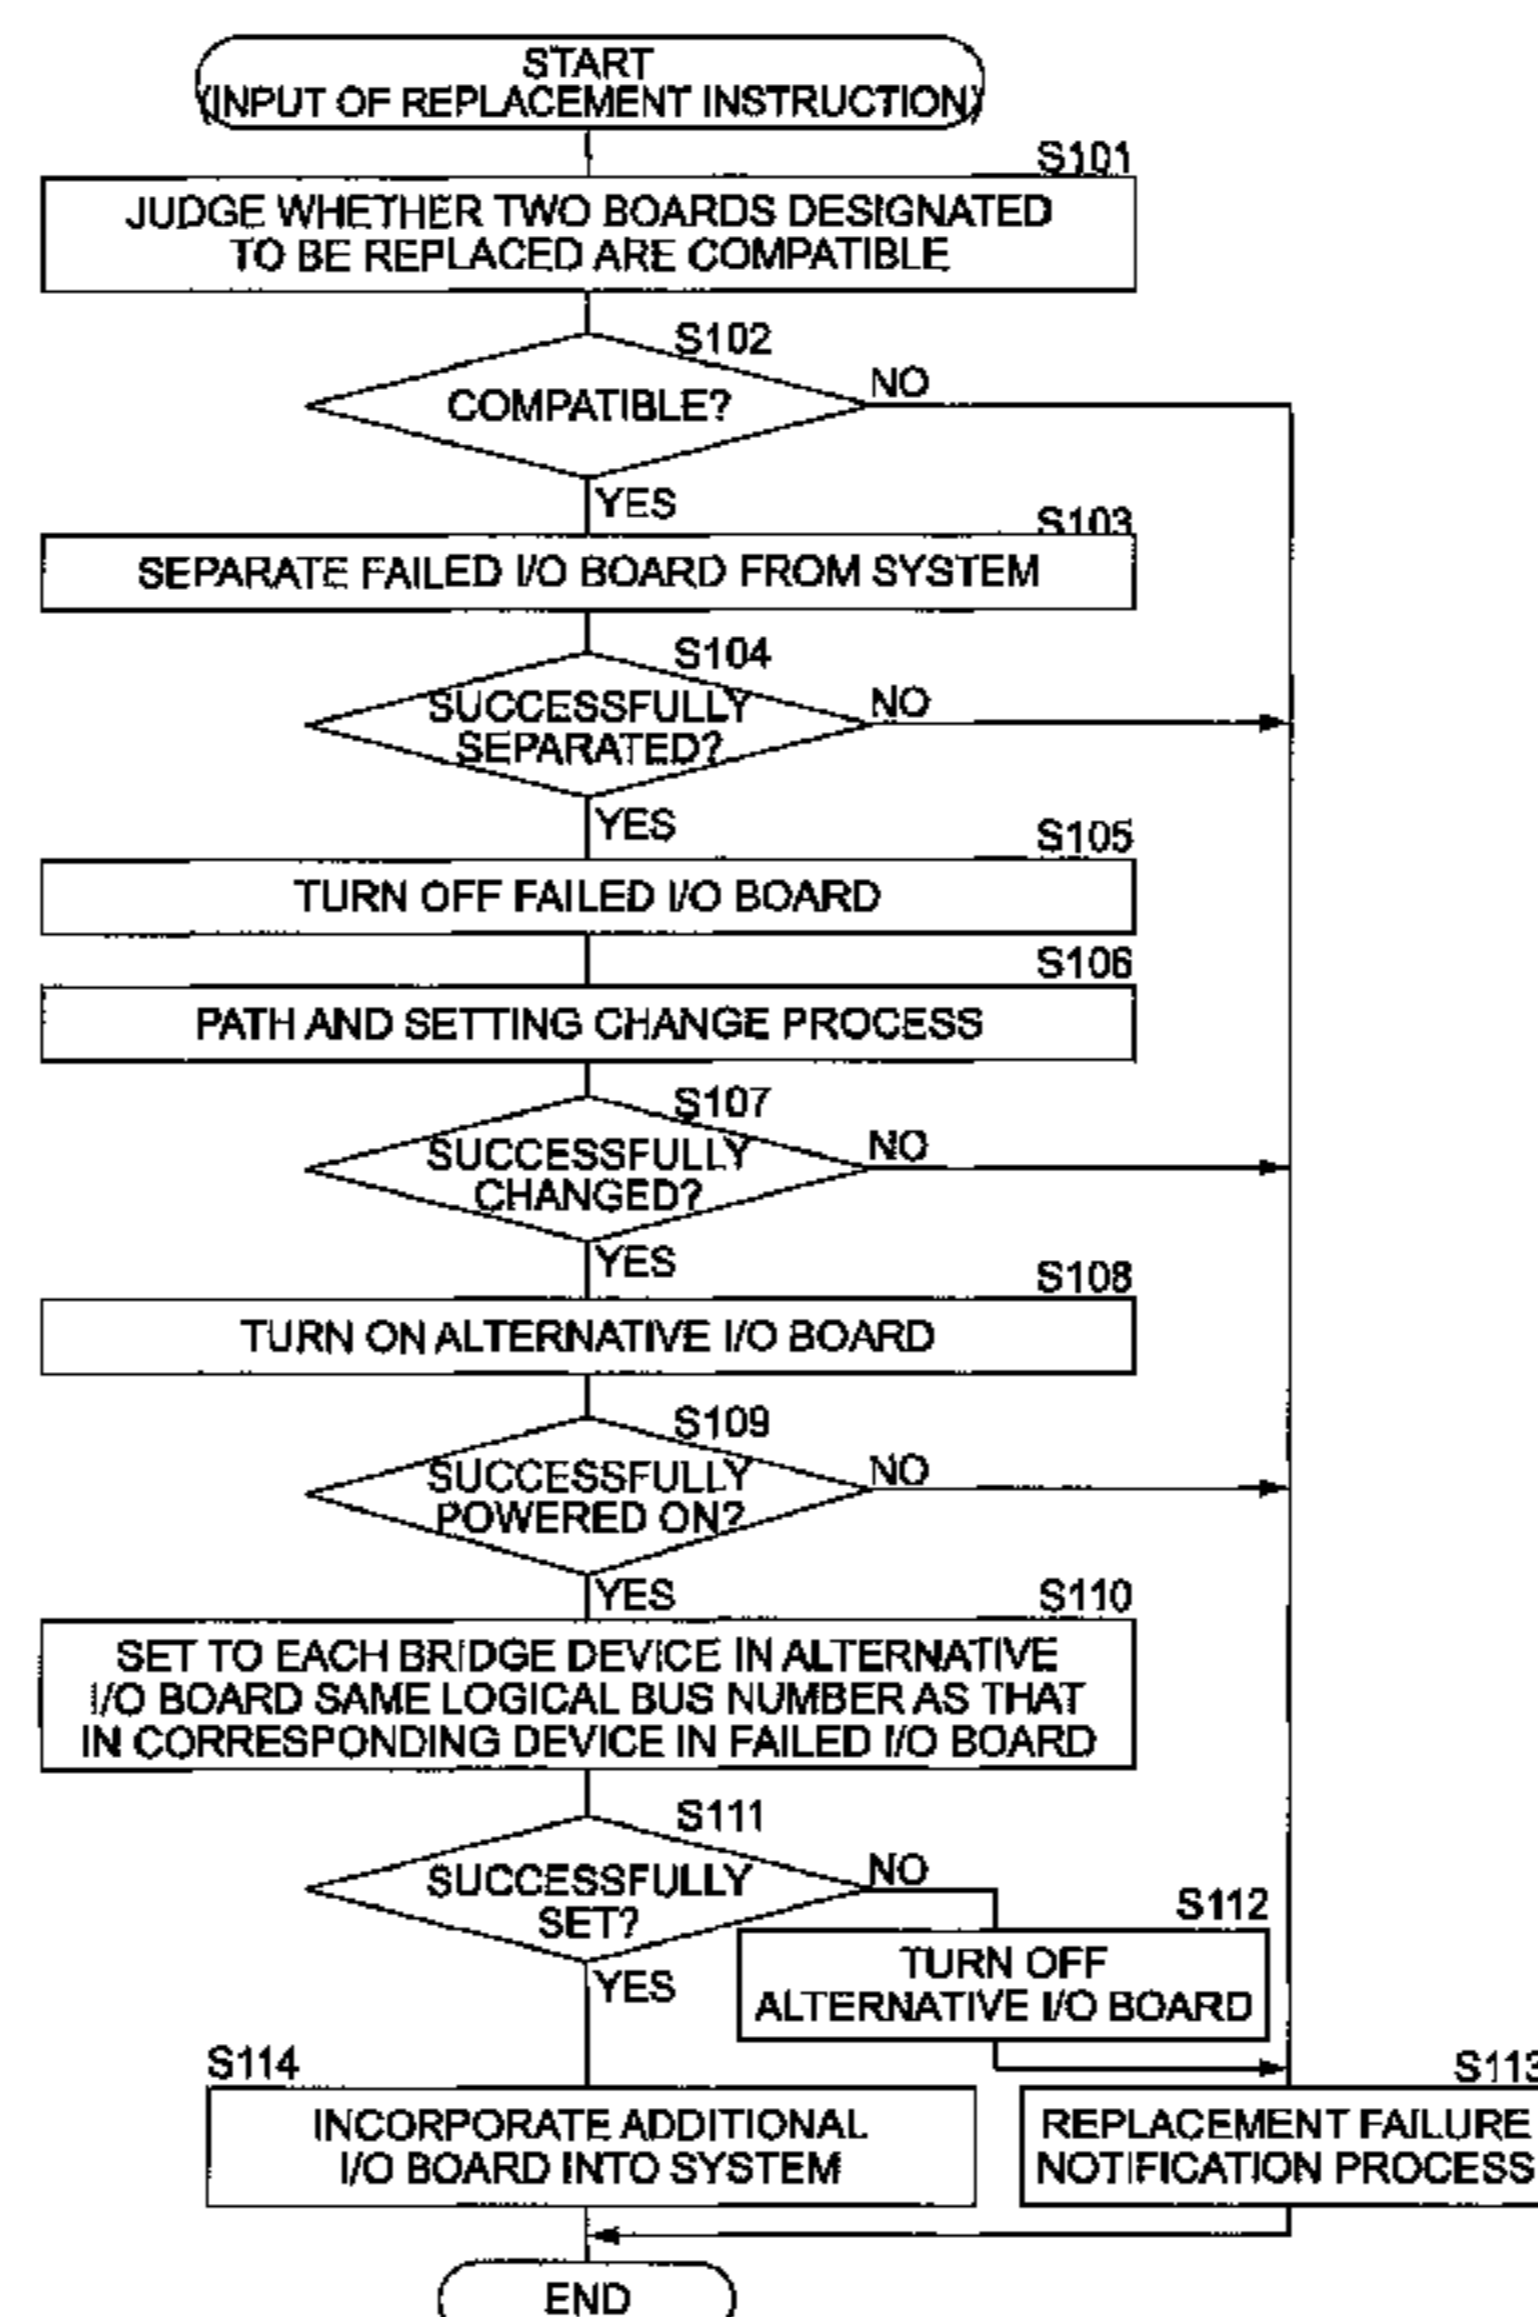 START
(INPUT OF REPLACEMENT INSTRUCTION)
S101
JUDGE WHETHER TWO BOARDS DESIGNATED
TO BE REPLACED ARE COMPATIBLE
S102
COMPATIBLE?
NO
YES
S103
SEPARATE FAILED I/O BOARD FROM SYSTEM
S104
SUCCESSFULLY
SEPARATED?
NO
YES
S105
TURN OFF FAILED I/O BOARD
S106
PATH AND SETTING CHANGE PROCESS
S107
SUCCESSFULLY
CHANGED?
NO
YES
S108
TURN ON ALTERNATIVE I/O BOARD
S109
SUCCESSFULLY
POWERED ON?
NO
YES
S110
SET TO EACH BRIDGE DEVICE IN ALTERNATIVE
I/O BOARD SAME LOGICAL BUS NUMBER AS THAT
IN CORRESPONDING DEVICE IN FAILED I/O BOARD
S111
SUCCESSFULLY
SET?
NO
YES
S112
TURN OFF
ALTERNATIVE I/O BOARD
S114
INCORPORATE ADDITIONAL
I/O BOARD INTO SYSTEM
S113
REPLACEMENT FAILURE
NOTIFICATION PROCESS
END